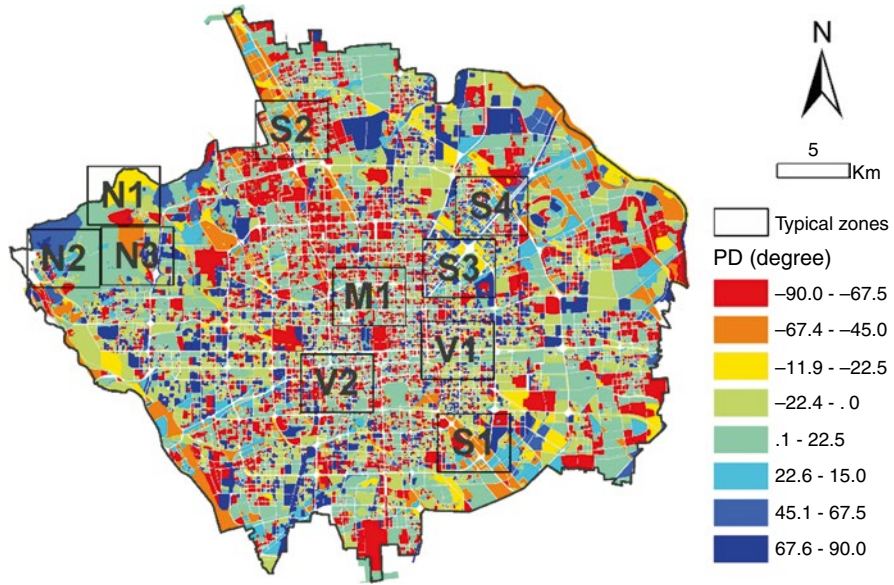 N
5
Km
S2
N1
S4
N2
N3
S3
M1
V1
V2
S1
Typical zones
PD (degree)
–90.0 - –67.5
–67.4 - –45.0
–11.9 - –22.5
–22.4 - . 0
.1 - 22.5
22.6 - 15.0
45.1 - 67.5
67.6 - 90.0